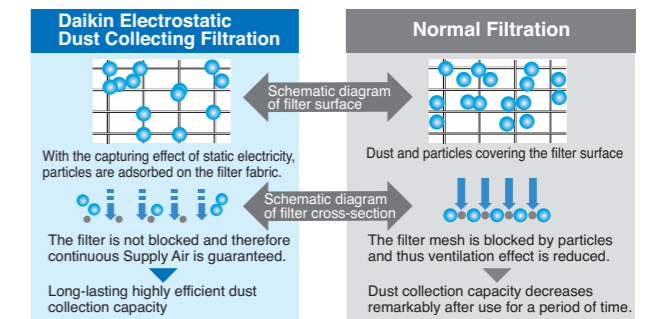 Daikin Electrostatic
Dust Collecting Filtration
Normal Filtration
Schematic diagram
of filter surface
With the capturing effect of static electricity,
particles are adsorbed on the filter fabric.
Dust and particles covering the filter surface
Schematic diagram
of filter cross-section
The filter is not blocked and therefore
continuous Supply Air is guaranteed.
The filter mesh is blocked by particles
and thus ventilation effect is reduced.
Long-lasting highly efficient dust
collection capacity
Dust collection capacity decreases
remarkably after use for a period of time.